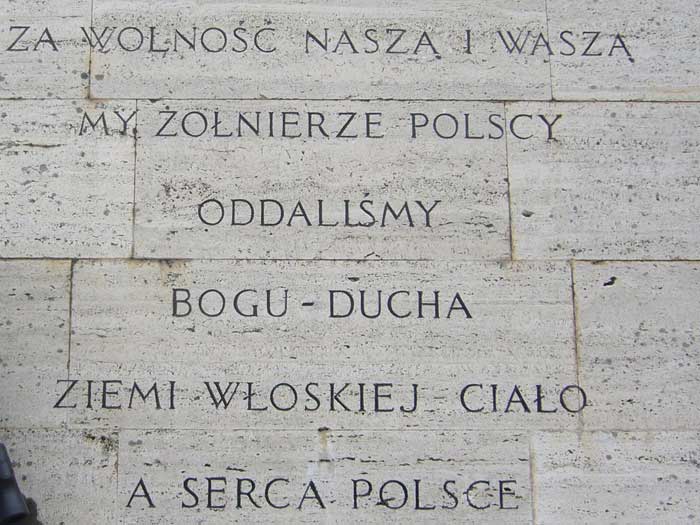 ZA WOLNOŚĆ NASZĄ I WASZĄ
MY ŻOŁNIERZE POLSCY
ODDALIŚMY
BOGU - DUCHA
ZIEMI WŁOSKIEJ - CIAŁO
A SERCA POLSCE